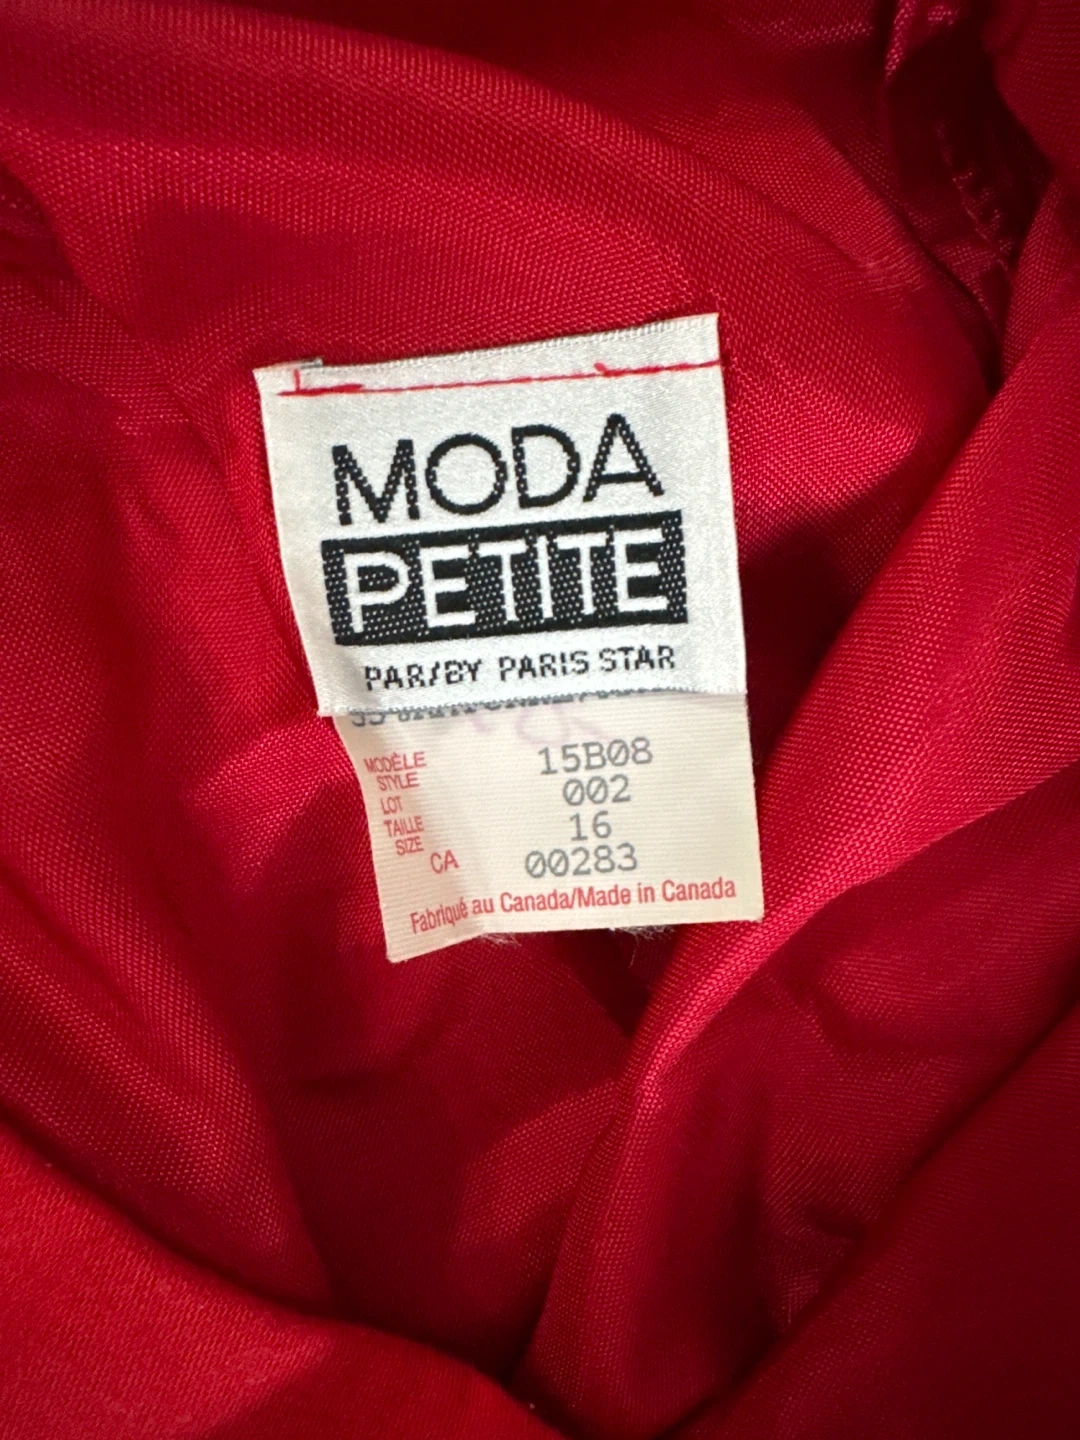 MODA
PETITE
PAR/BY PARIS STAR
MODÈLE
STYLE 15B08
LOT 002
TAILLE
SIZE 16
CA 00283
Fabriqué au Canada/Made in Canada